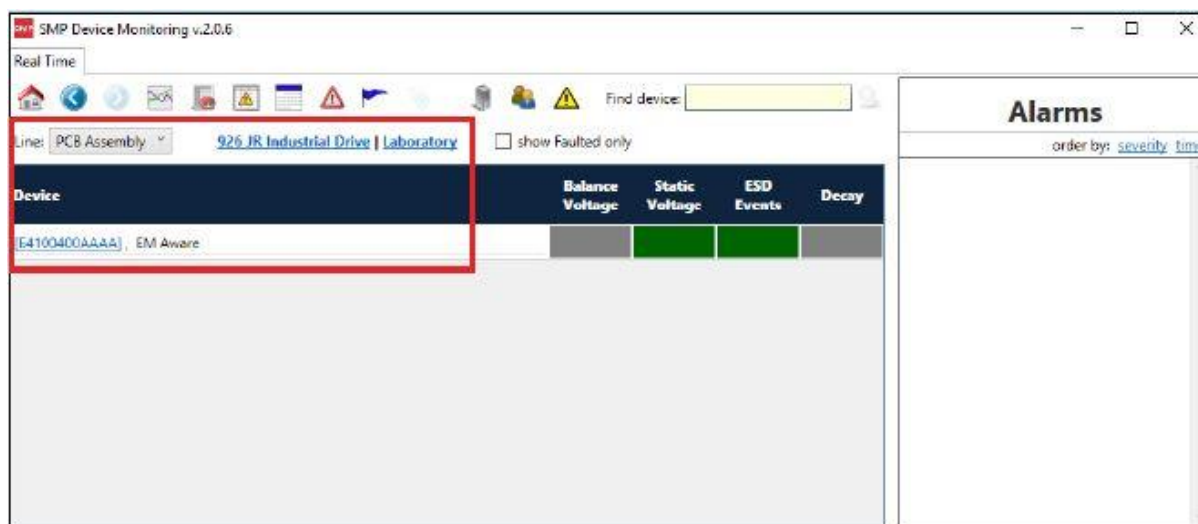 SMP Device Monitoring v.2.0.6
Real Time
Find device:
Line: PCB Assembly 926 JR Industrial Drive | Laboratory show Faulted only
Alarms
order by: severity time
Device Balance Voltage Static Voltage ESD Events Decay
[E4100400AAAA], EM Aware